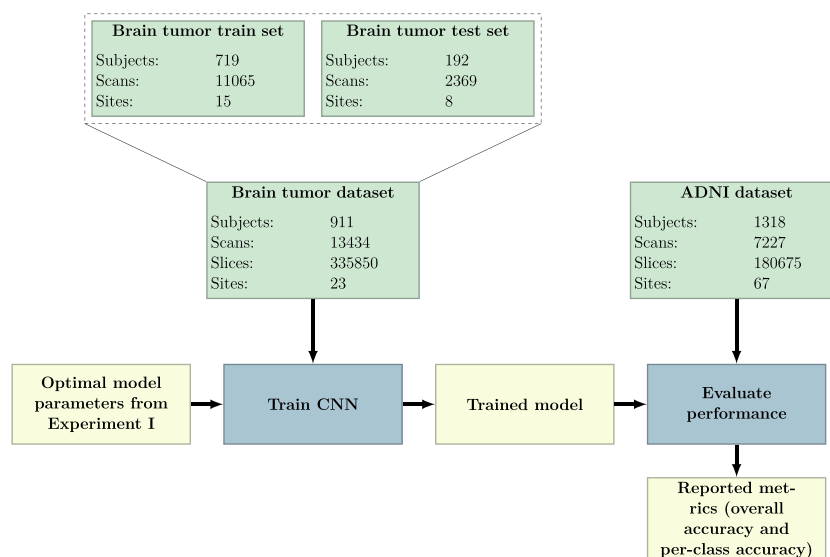 Brain tumor train set
Subjects: 719
Scans: 11065
Sites: 15
Brain tumor test set
Subjects: 192
Scans: 2369
Sites: 8
Brain tumor dataset
Subjects: 911
Scans: 13434
Slices: 335850
Sites: 23
ADNI dataset
Subjects: 1318
Scans: 7227
Slices: 180675
Sites: 67
Optimal model
parameters from
Experiment I
Train CNN
Trained model
Evaluate
performance
Reported met-
rics (overall
accuracy and
per-class accuracy)